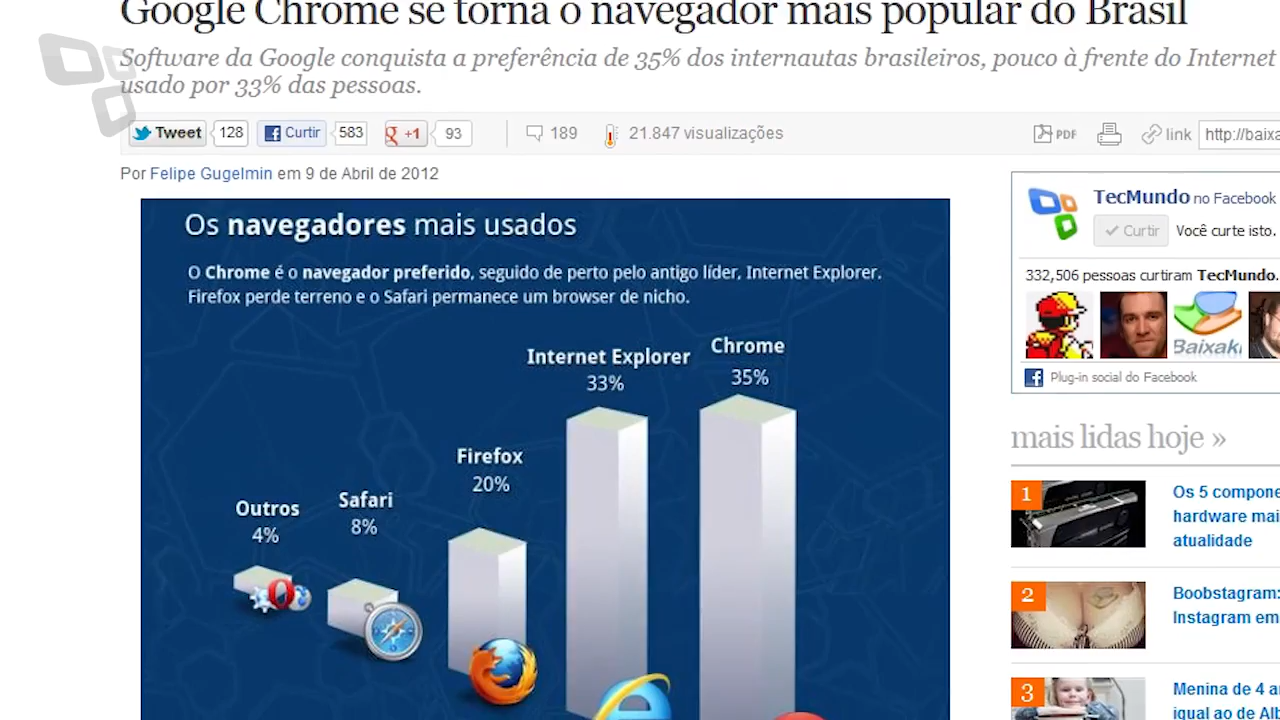 Google Chrome se torna o navegador mais popular do Brasil
Software da Google conquista a preferência de 35% dos internautas brasileiros, pouco à frente do Internet
usado por 33% das pessoas.
Tweet 128 Curtir 583 +1 93 189 21.847 visualizações PDF link http://baixa
Por Felipe Gugelmin em 9 de Abril de 2012
Os navegadores mais usados
O Chrome é o navegador preferido, seguido de perto pelo antigo líder, Internet Explorer.
Firefox perde terreno e o Safari permanece um browser de nicho.
Outros
4%
Safari
8%
Firefox
20%
Internet Explorer
33%
Chrome
35%
TecMundo no Facebook
Curtir Você curte isto.
332,506 pessoas curtiram TecMundo.
Baixaki
Plug-in social do Facebook
mais lidas hoje »
1
Os 5 compone
hardware mai
atualidade
2
Boobstagram:
Instagram em
3
Menina de 4 a
igual ao de Alb